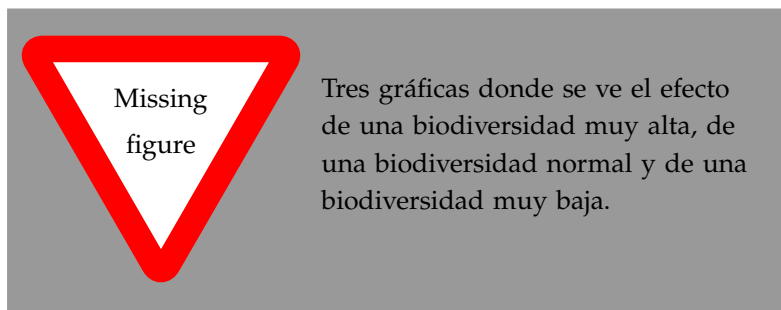 Missing
figure
Tres gráficas donde se ve el efecto
de una biodiversidad muy alta, de
una biodiversidad normal y de una
biodiversidad muy baja.